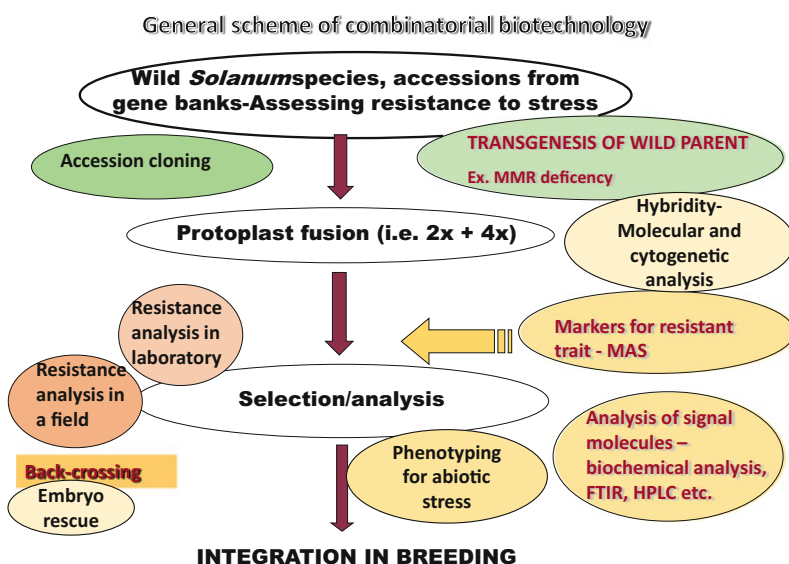 General scheme of combinatorial biotechnology
Wild Solanumspecies, accessions from
gene banks-Assessing resistance to stress
Accession cloning
TRANSGENESIS OF WILD PARENT
Ex. MMR deficency
Protoplast fusion (i.e. 2x + 4x)
Hybridity-
Molecular and
cytogenetic
analysis
Resistance
analysis in
laboratory
Markers for resistant
trait - MAS
Resistance
analysis in
a field
Selection/analysis
Analysis of signal
molecules –
biochemical analysis,
FTIR, HPLC etc.
Phenotyping
for abiotic
stress
Back-crossing
Embryo
rescue
INTEGRATION IN BREEDING